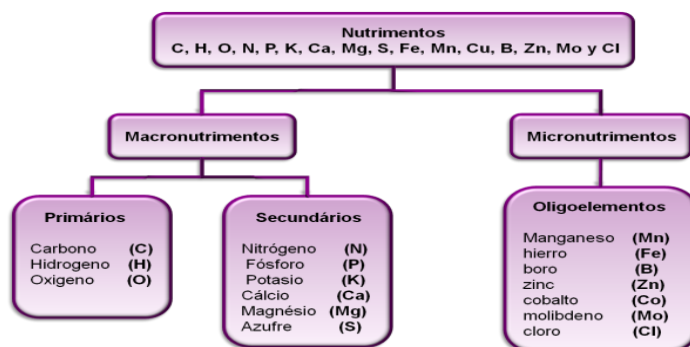 Nutrimentos
C, H, O, N, P, K, Ca, Mg, S, Fe, Mn, Cu, B, Zn, Mo y Cl
Macronutrimentos
Micronutrimentos
Primários
Carbono (C)
Hidrogeno (H)
Oxigeno (O)
Secundários
Nitrógeno (N)
Fósforo (P)
Potasio (K)
Cálcio (Ca)
Magnésio (Mg)
Azufre (S)
Oligoelementos
Manganeso (Mn)
hierro (Fe)
boro (B)
zinc (Zn)
cobalto (Co)
molibdeno (Mo)
cloro (Cl)